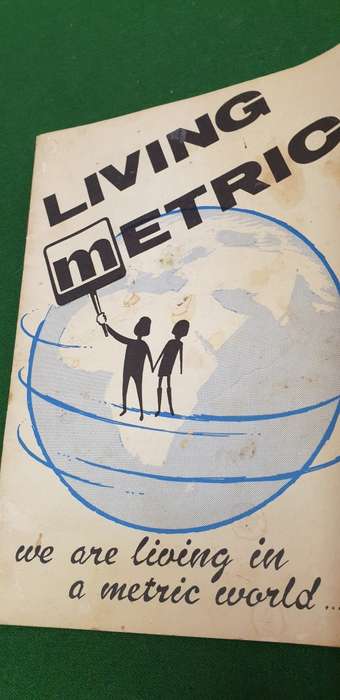 LIVING
mETRIC
we are living in
a metric world...